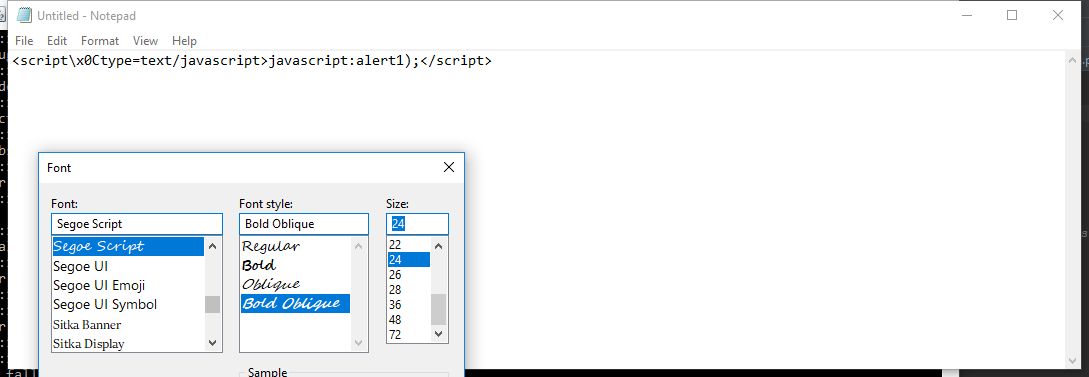 Untitled - Notepad
File Edit Format View Help
<script\x0Ctype=text/javascript>javascript:alert1);</script>
Font
Font: Font style: Size:
Segoe Script Bold Oblique 24
Segoe Script Regular 22
Segoe UI Bold 24
Segoe UI Emoji Oblique 26
Segoe UI Symbol Bold Oblique 28
Sitka Banner 36
Sitka Display 48
72
Sample